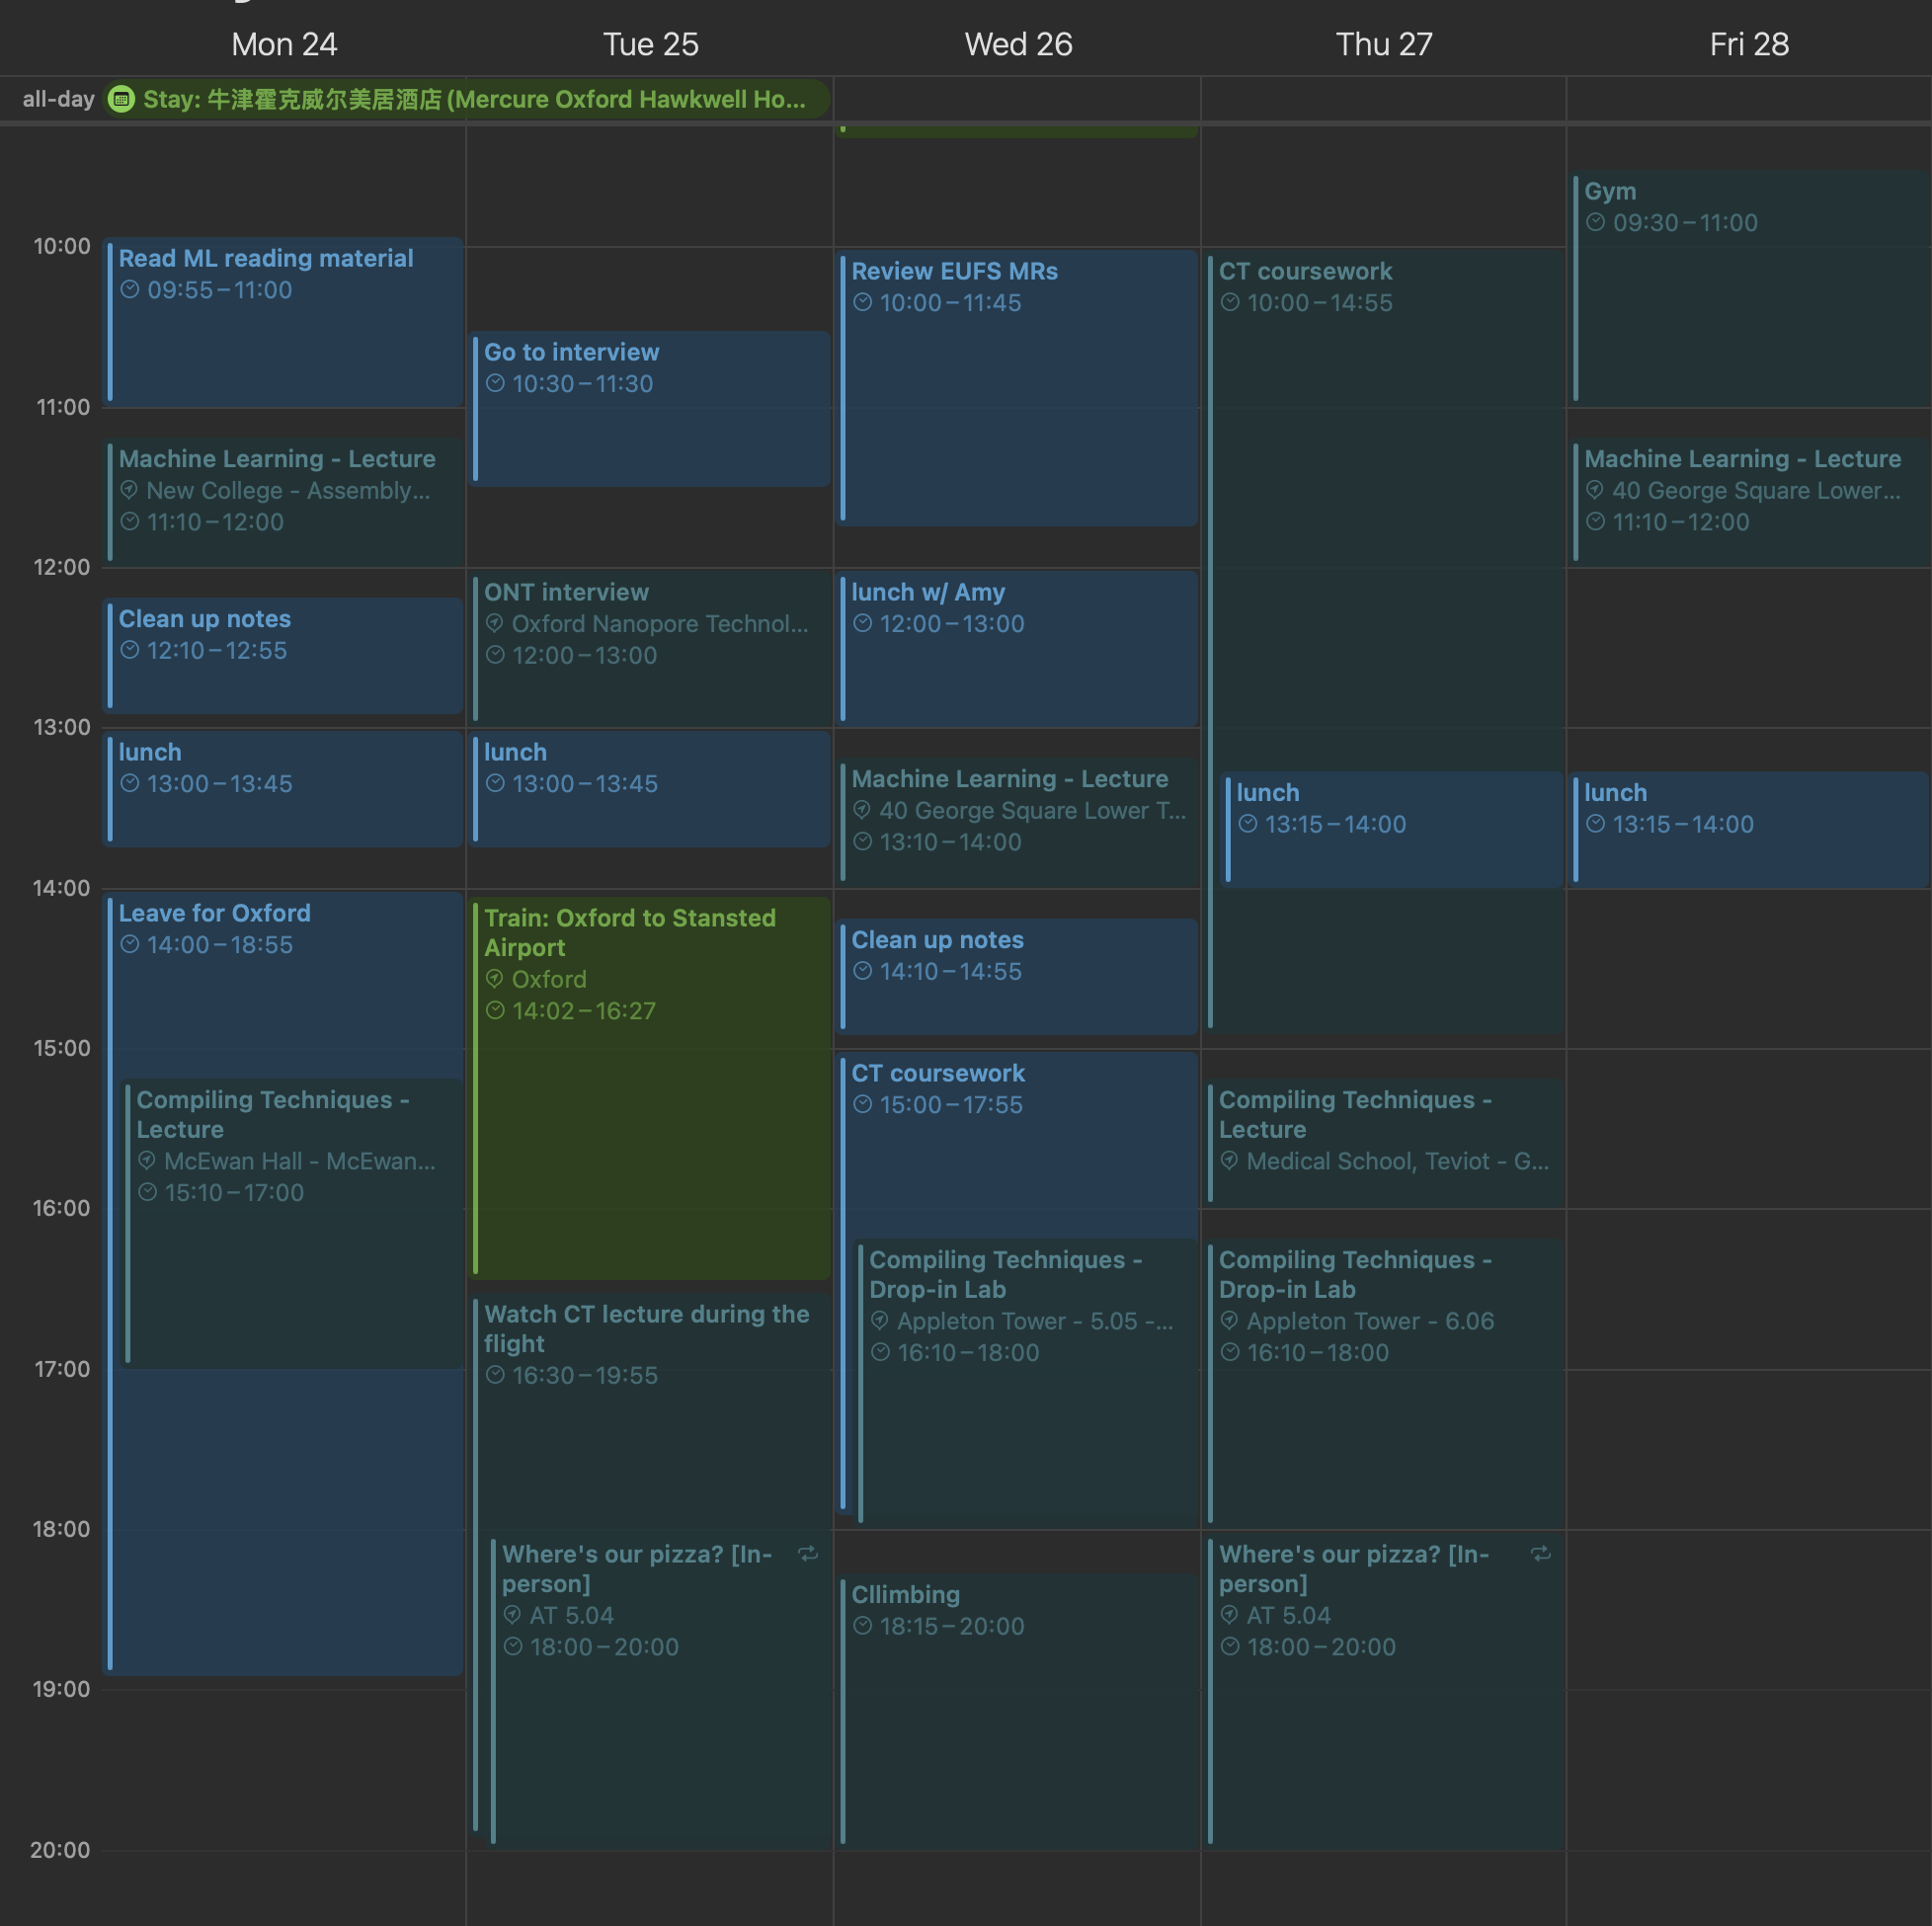 Mon 24
Tue 25
Wed 26
Thu 27
Fri 28
all-day
Stay: 牛津霍克威尔美居酒店 (Mercure Oxford Hawkwell Ho...
10:00
11:00
12:00
13:00
14:00
15:00
16:00
17:00
18:00
19:00
20:00
Read ML reading material
09:55–11:00
Machine Learning - Lecture
New College - Assembly...
11:10–12:00
Clean up notes
12:10–12:55
lunch
13:00–13:45
Leave for Oxford
14:00–18:55
Compiling Techniques -
Lecture
McEwan Hall - McEwan...
15:10–17:00
Go to interview
10:30–11:30
ONT interview
Oxford Nanopore Technol...
12:00–13:00
lunch
13:00–13:45
Train: Oxford to Stansted
Airport
Oxford
14:02–16:27
Watch CT lecture during the
flight
16:30–19:55
Where's our pizza? [In-
person]
AT 5.04
18:00–20:00
Review EUFS MRs
10:00–11:45
lunch w/ Amy
12:00–13:00
Machine Learning - Lecture
40 George Square Lower T...
13:10–14:00
Clean up notes
14:10–14:55
CT coursework
15:00–17:55
Compiling Techniques -
Drop-in Lab
Appleton Tower - 5.05 -...
16:10–18:00
Cllimbing
18:15–20:00
CT coursework
10:00–14:55
lunch
13:15–14:00
Compiling Techniques -
Lecture
Medical School, Teviot - G...
Compiling Techniques -
Drop-in Lab
Appleton Tower - 6.06
16:10–18:00
Where's our pizza? [In-
person]
AT 5.04
18:00–20:00
Gym
09:30–11:00
Machine Learning - Lecture
40 George Square Lower...
11:10–12:00
lunch
13:15–14:00